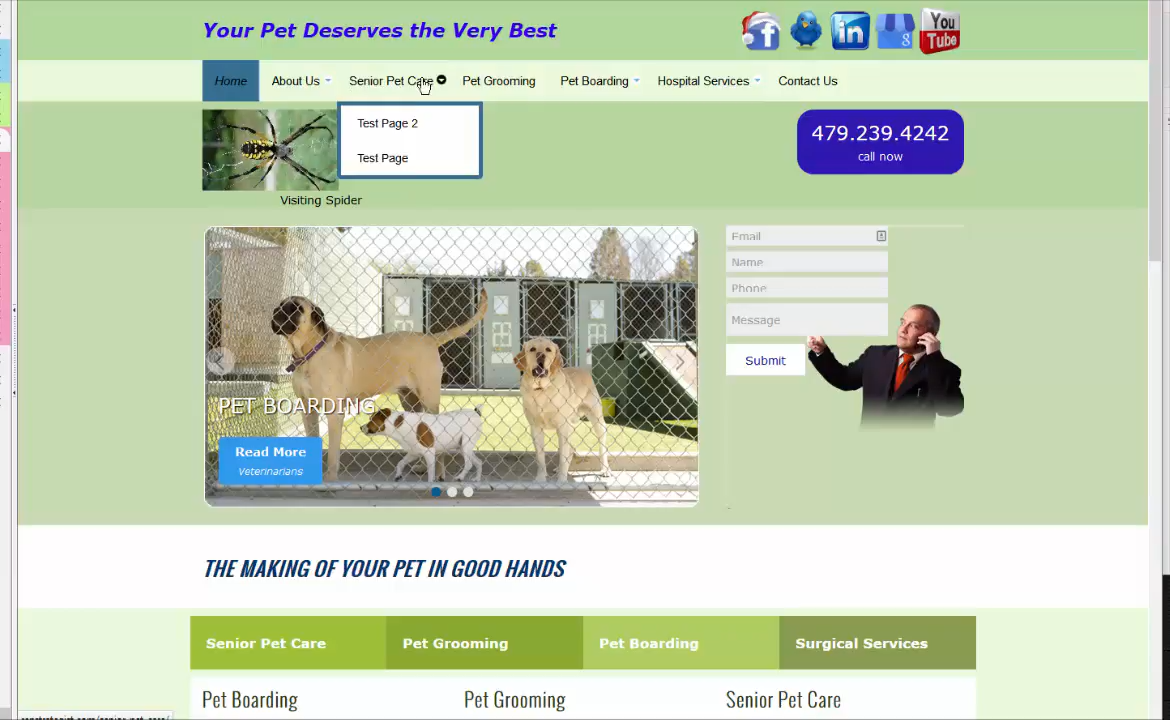 Your Pet Deserves the Very Best
f in g You Tube
Home About Us Senior Pet Care Pet Grooming Pet Boarding Hospital Services Contact Us
Test Page 2
Test Page
479.239.4242
call now
Visiting Spider
Email
Name
Phone
Message
Submit
PET BOARDING
Read More
Veterinarians
THE MAKING OF YOUR PET IN GOOD HANDS
Senior Pet Care Pet Grooming Pet Boarding Surgical Services
Pet Boarding Pet Grooming Senior Pet Care